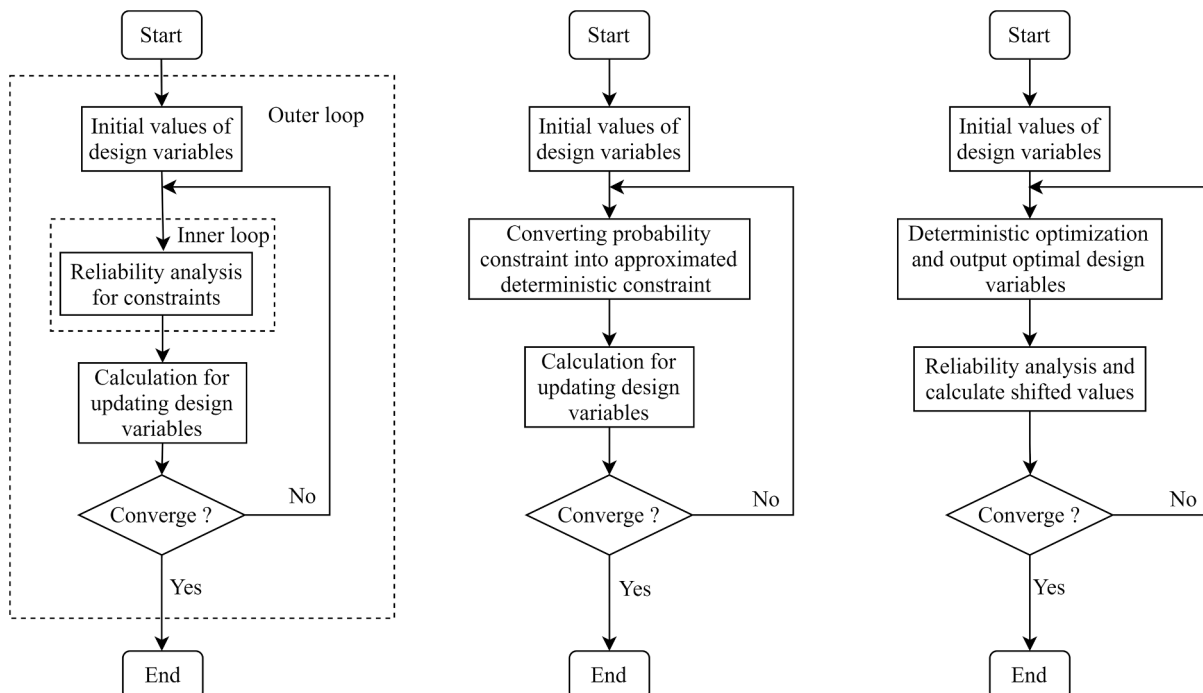 Start
Outer loop
Initial values of
design variables
Inner loop
Reliability analysis
for constraints
Calculation for
updating design
variables
Converge ?
No
Yes
End
Start
Initial values of
design variables
Converting probability
constraint into approximated
deterministic constraint
Calculation for
updating design
variables
Converge ?
No
Yes
End
Start
Initial values of
design variables
Deterministic optimization
and output optimal design
variables
Reliability analysis and
calculate shifted values
Converge ?
No
Yes
End